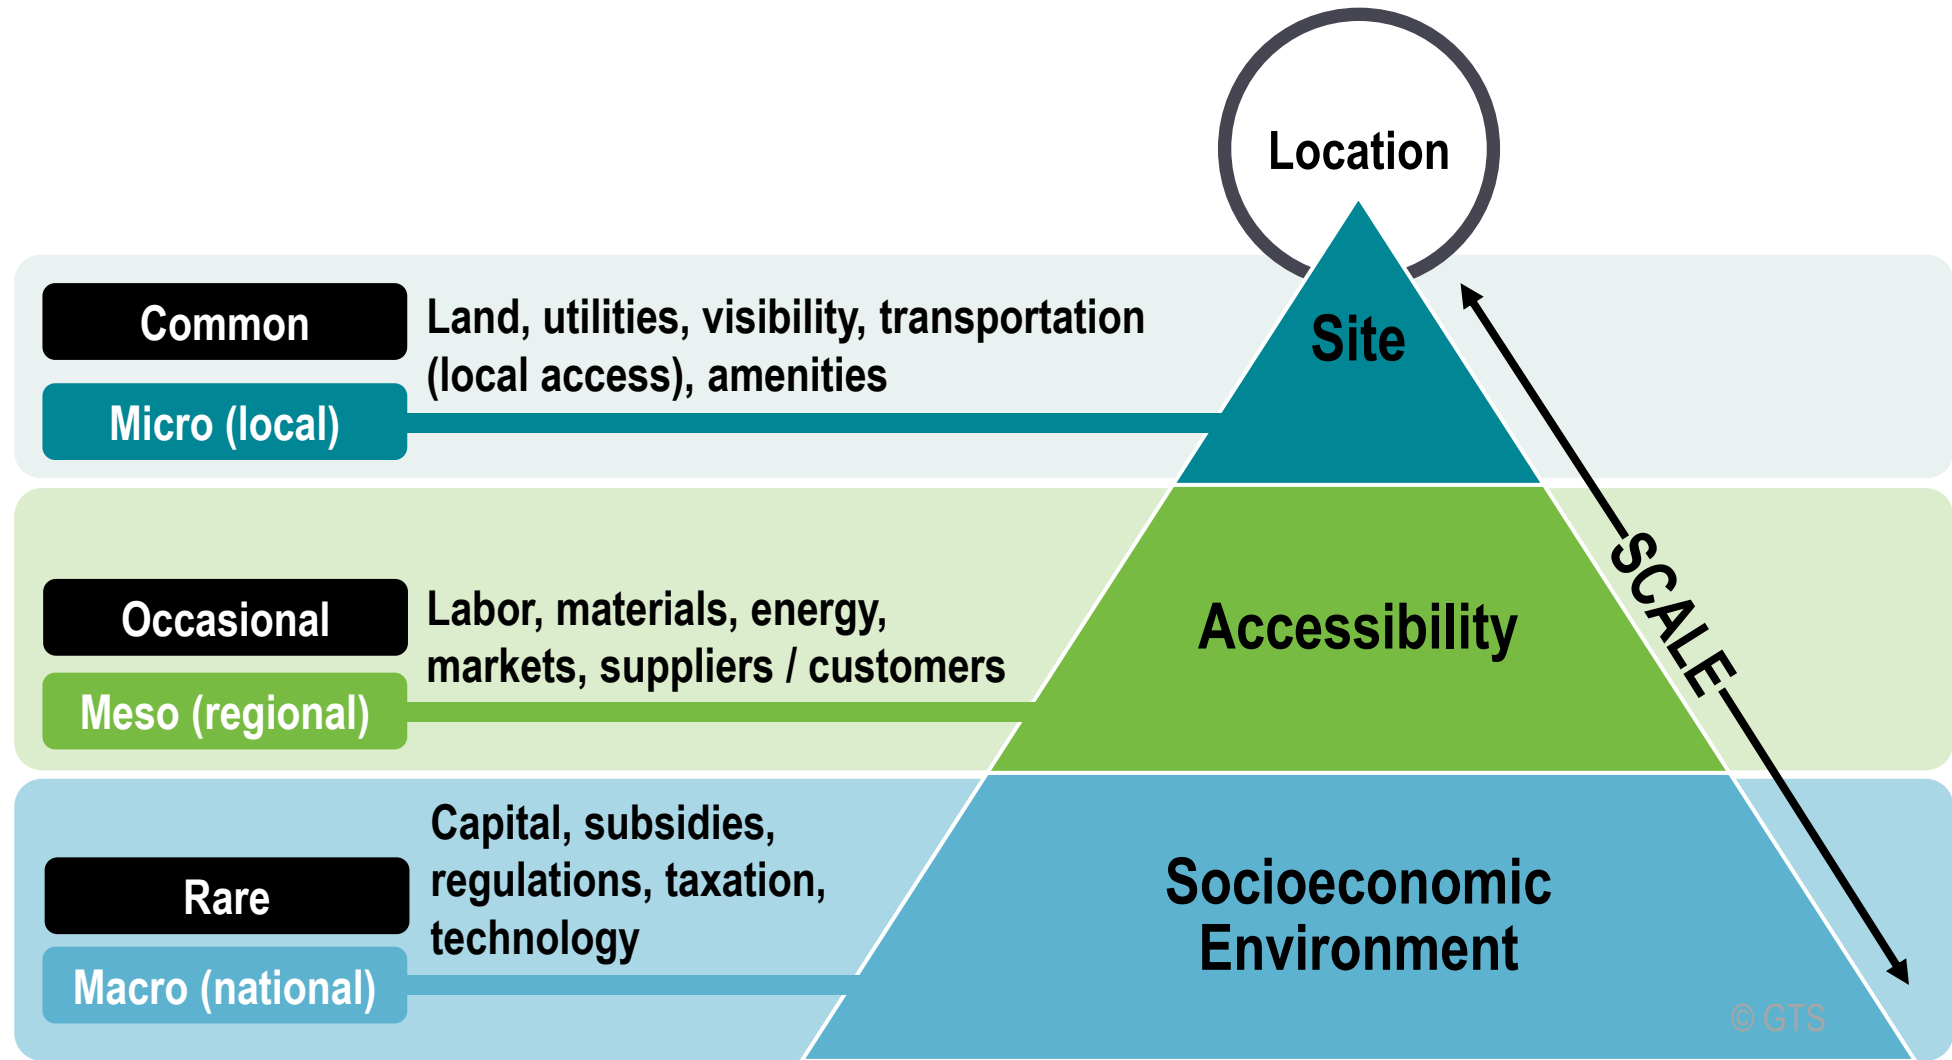 Location
Common
Land, utilities, visibility, transportation
(local access), amenities
Micro (local)
Site
Occasional
Labor, materials, energy,
markets, suppliers / customers
Meso (regional)
Accessibility
SCALE
Rare
Capital, subsidies,
regulations, taxation,
technology
Macro (national)
Socioeconomic
Environment
© GTS